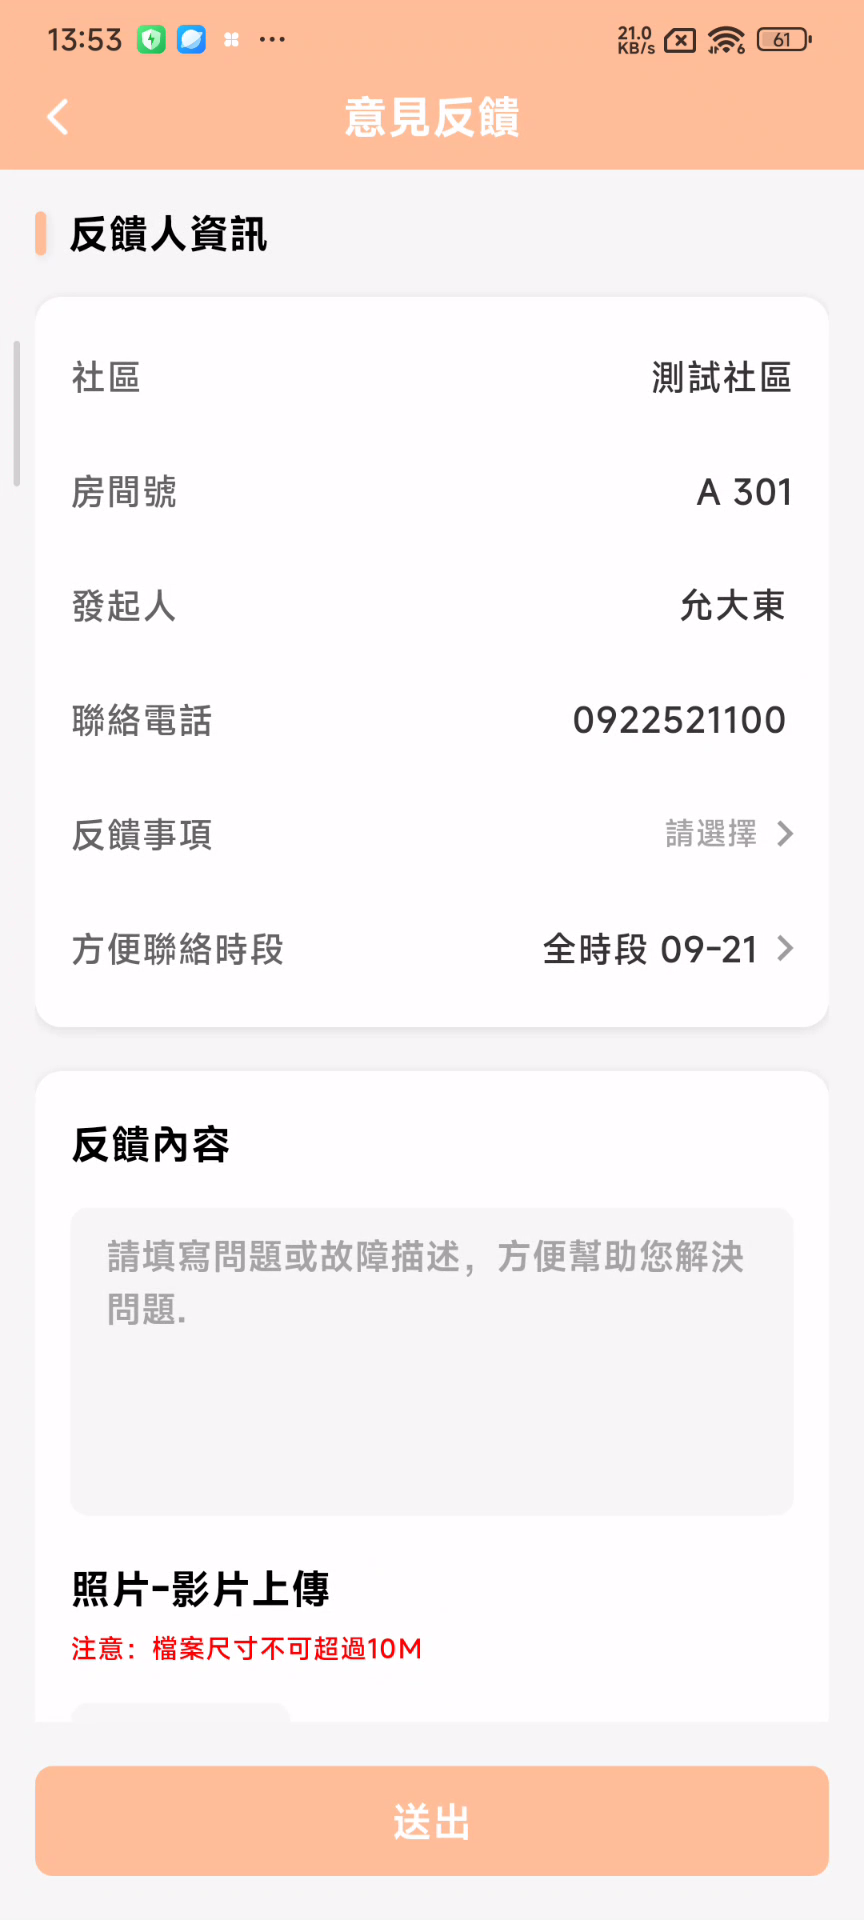 13:53
21.0 KB/s
6
61
意見反饋
反饋人資訊
社區 測試社區
房間號 A 301
發起人 允大東
聯絡電話 0922521100
反饋事項 請選擇
方便聯絡時段 全時段 09-21
反饋內容
請填寫問題或故障描述，方便幫助您解決
問題.
照片-影片上傳
注意：檔案尺寸不可超過10M
送出